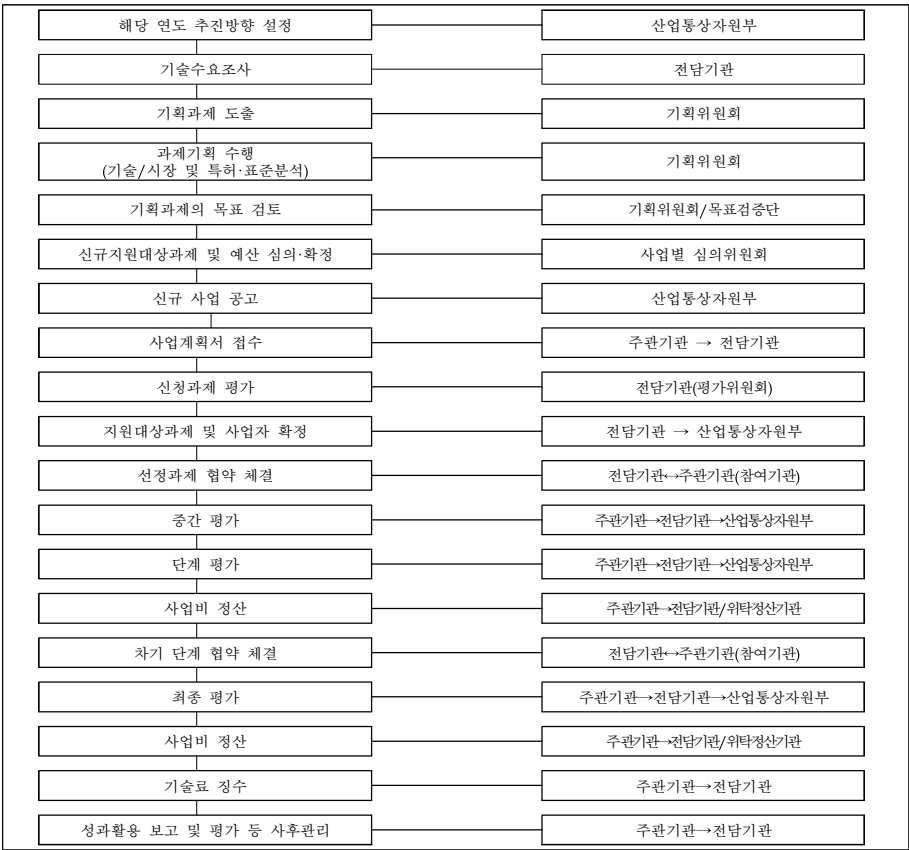 해당 연도 추진방향 설정
산업통상자원부
기술수요조사
전담기관
기획과제 도출
기획위원회
과제기획 수행
(기술/시장 및 특허·표준분석)
기획위원회
기획과제의 목표 검토
기획위원회/목표검증단
신규지원대상과제 및 예산 심의·확정
사업별 심의위원회
신규 사업 공고
산업통상자원부
사업계획서 접수
주관기관 → 전담기관
신청과제 평가
전담기관(평가위원회)
지원대상과제 및 사업자 확정
전담기관 → 산업통상자원부
선정과제 협약 체결
전담기관↔주관기관(참여기관)
중간 평가
주관기관→전담기관→산업통상자원부
단계 평가
주관기관→전담기관→산업통상자원부
사업비 정산
주관기관→전담기관/위탁정산기관
차기 단계 협약 체결
전담기관↔주관기관(참여기관)
최종 평가
주관기관→전담기관→산업통상자원부
사업비 정산
주관기관→전담기관/위탁정산기관
기술료 징수
주관기관→전담기관
성과활용 보고 및 평가 등 사후관리
주관기관→전담기관